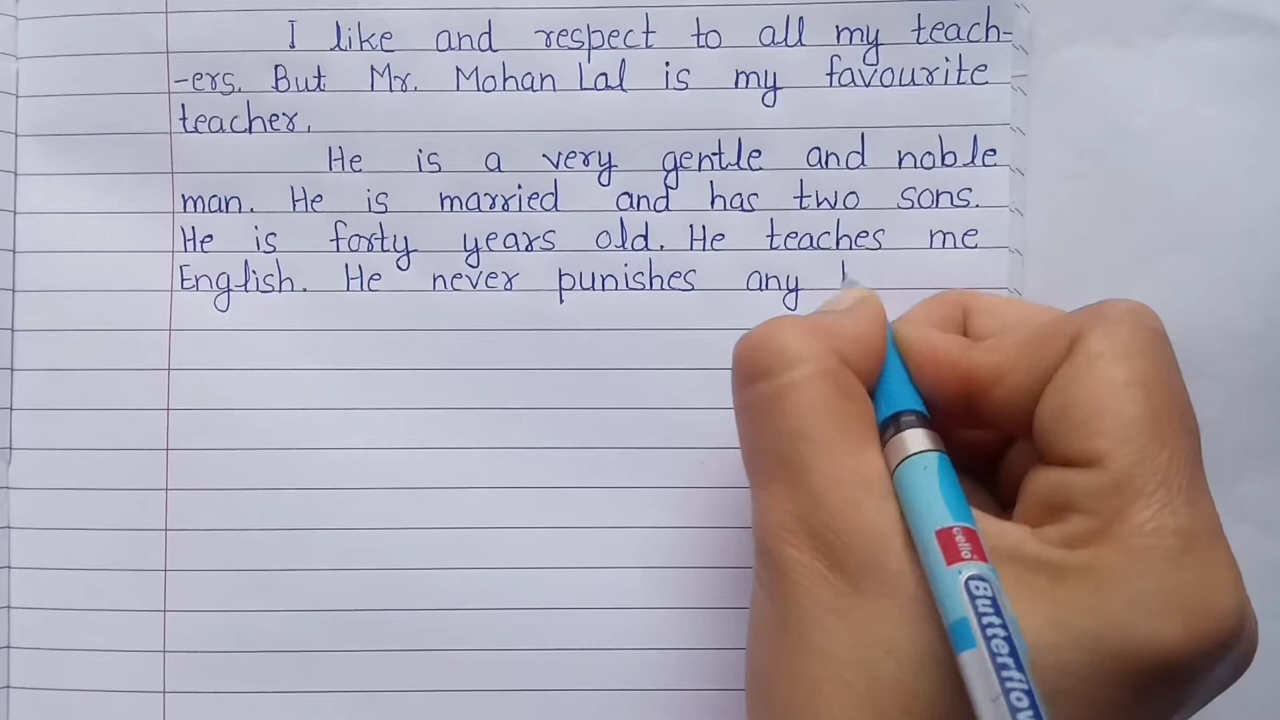 I like and respect to all my teach-
-ers. But Mr. Mohan Lal is my favourite
teacher.
He is a very gentle and noble
man. He is married and has two sons.
He is forty years old. He teaches me
English. He never punishes any
cello
Butterflow